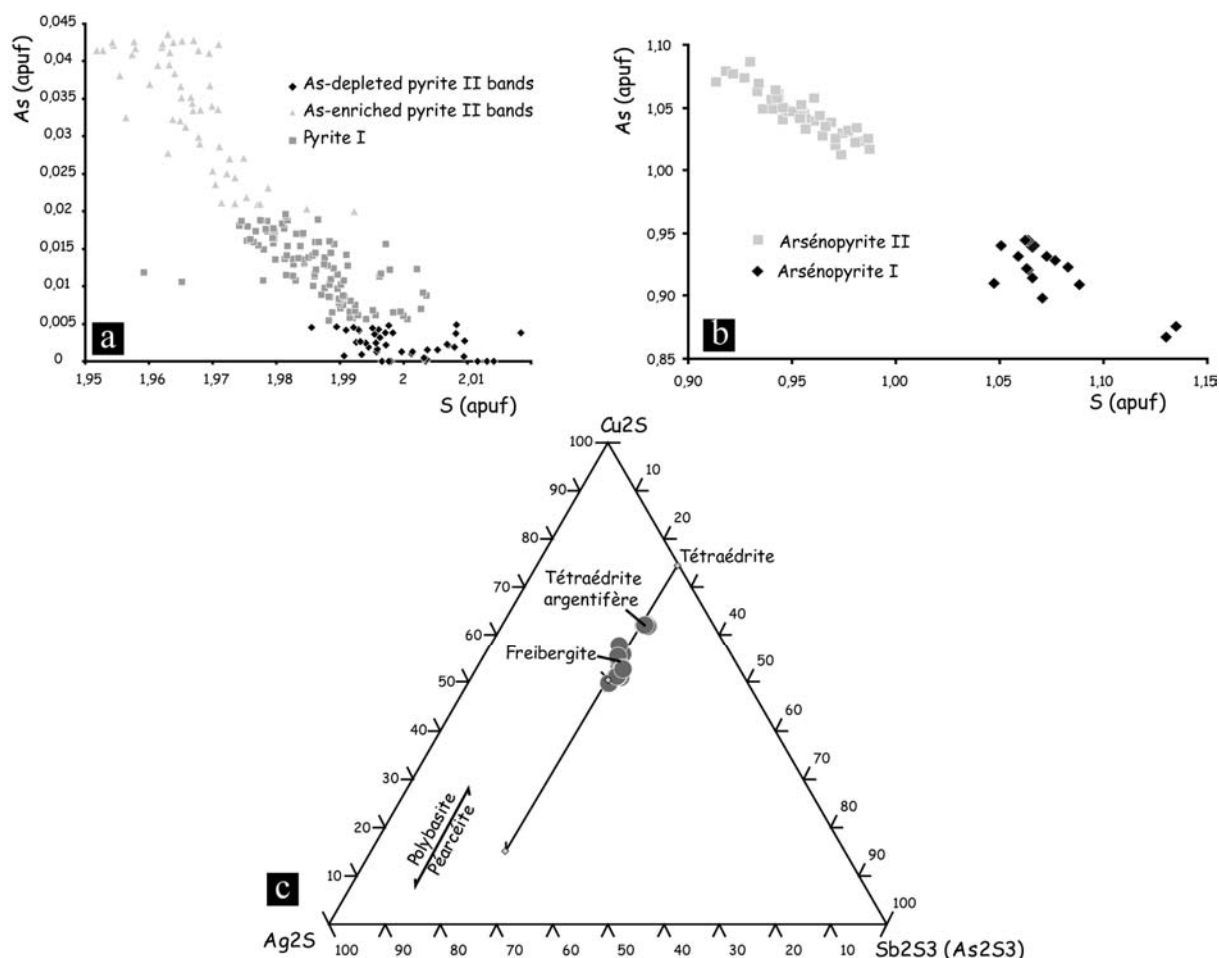 As (apuf)
0,045
0,04
0,035
0,03
0,025
0,02
0,015
0,01
0,005
0
1,95
1,96
1,97
1,98
1,99
2
2,01
S (apuf)
As-depleted pyrite II bands
As-enriched pyrite II bands
Pyrite I
a
b
As (apuf)
1,10
1,05
1,00
0,95
0,90
0,85
0,90
0,95
1,00
1,05
1,10
1,15
S (apuf)
Arsénopyrite II
Arsénopyrite I
Cu2S
100
90
80
70
60
50
40
30
20
10
10
20
40
50
60
70
80
90
100
Tétraédrite
Tétraédrite
argentifère
Freibergite
Polybasite
Péarcéite
c
Ag2S
100
90
80
70
60
50
40
30
20
10
Sb2S3 (As2S3)